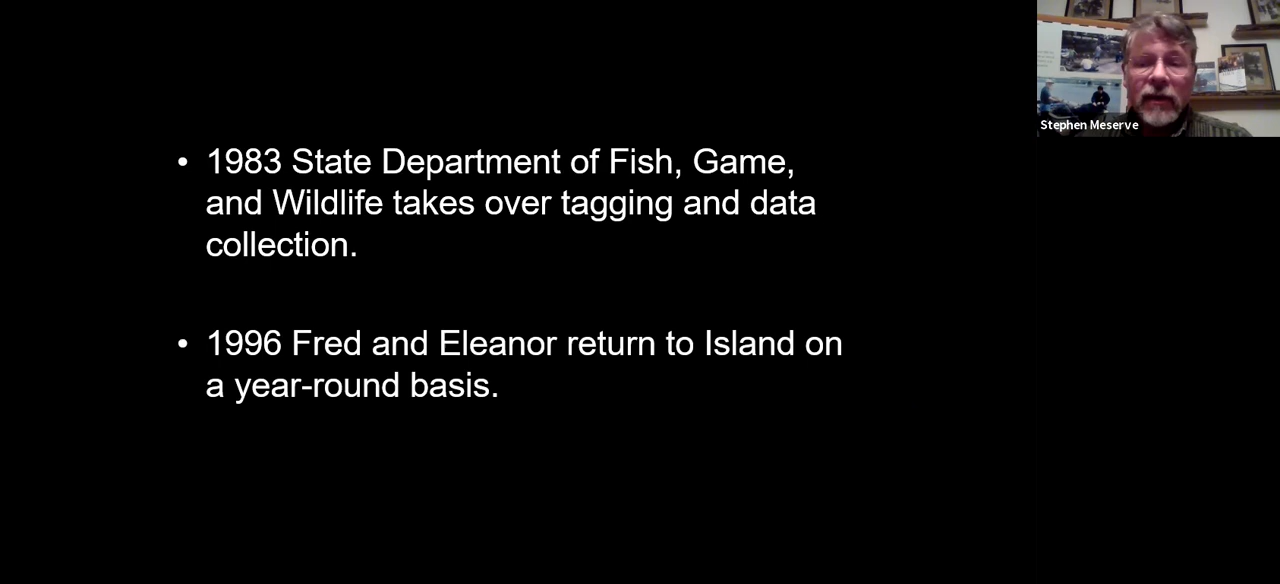 • 1983 State Department of Fish, Game,
and Wildlife takes over tagging and data
collection.
• 1996 Fred and Eleanor return to Island on
a year-round basis.
Stephen Meserve